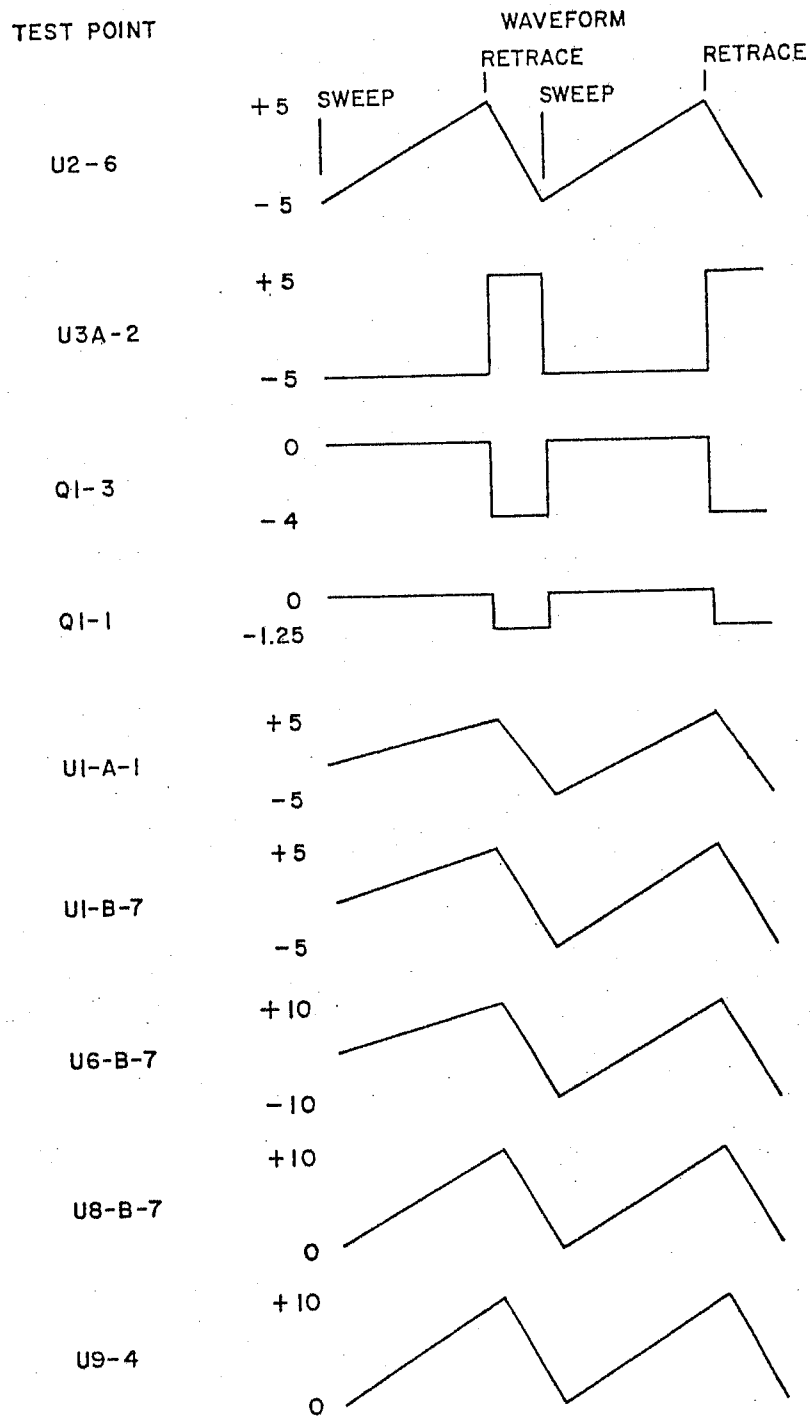 TEST POINT
WAVEFORM
RETRACE
RETRACE
SWEEP
SWEEP
+5
U2-6
-5
+5
U3A-2
-5
0
Q1-3
-4
0
Q1-1
-1.25
+5
U1-A-1
-5
+5
U1-B-7
-5
+10
U6-B-7
-10
+10
U8-B-7
0
+10
U9-4
0